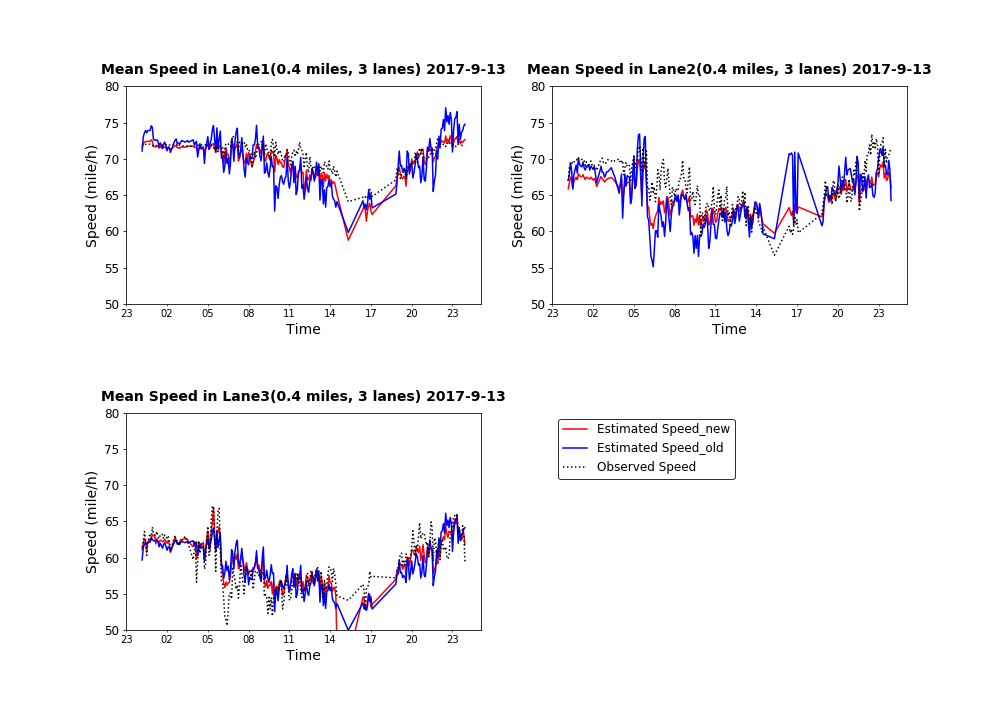 Mean Speed in Lane1(0.4 miles, 3 lanes) 2017-9-13
80
75
70
65
60
55
50
Speed (mile/h)
23 02 05 08 11 14 17 20 23
Time
Mean Speed in Lane2(0.4 miles, 3 lanes) 2017-9-13
80
75
70
65
60
55
50
Speed (mile/h)
23 02 05 08 11 14 17 20 23
Time
Mean Speed in Lane3(0.4 miles, 3 lanes) 2017-9-13
80
75
70
65
60
55
50
Speed (mile/h)
23 02 05 08 11 14 17 20 23
Time
Estimated Speed_new
Estimated Speed_old
Observed Speed